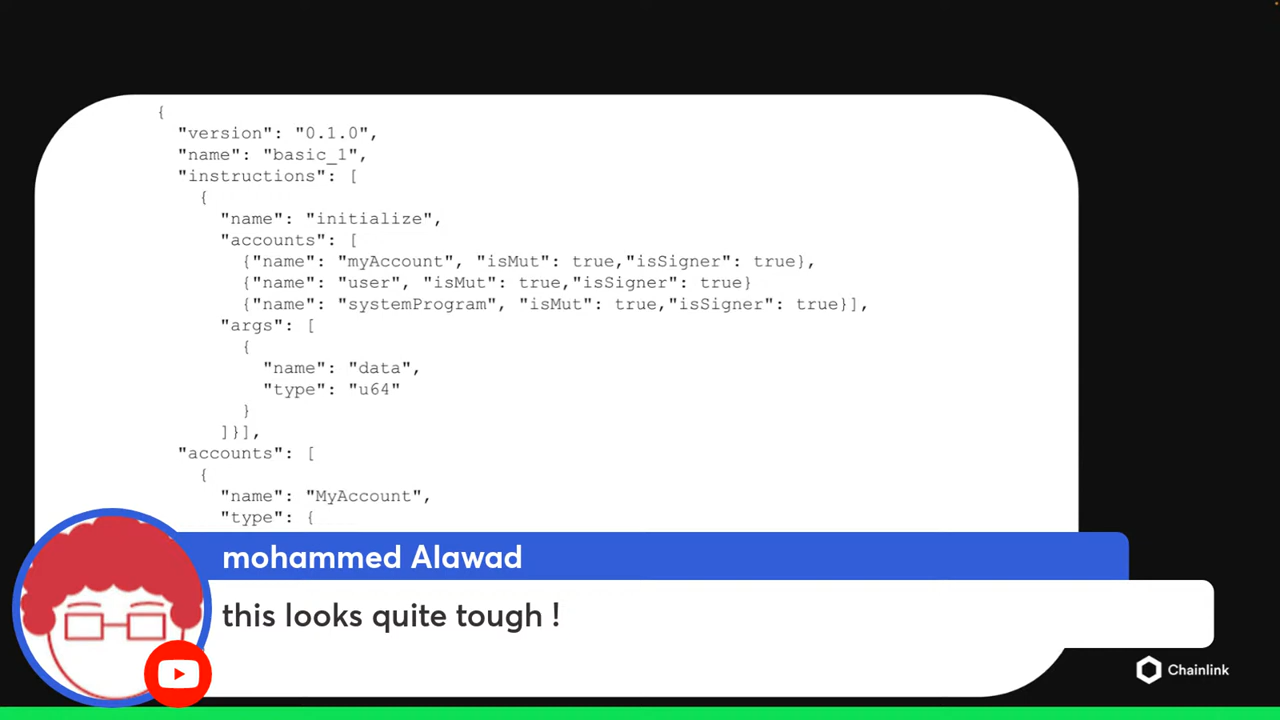 {
"version": "0.1.0",
"name": "basic_1",
"instructions": [
{
"name": "initialize",
"accounts": [
{"name": "myAccount", "isMut": true,"isSigner": true},
{"name": "user", "isMut": true,"isSigner": true}
{"name": "systemProgram", "isMut": true,"isSigner": true}],
"args": [
{
"name": "data",
"type": "u64"
}
]}],
"accounts": [
{
"name": "MyAccount",
"type": {
mohammed Alawad
this looks quite tough !
Chainlink